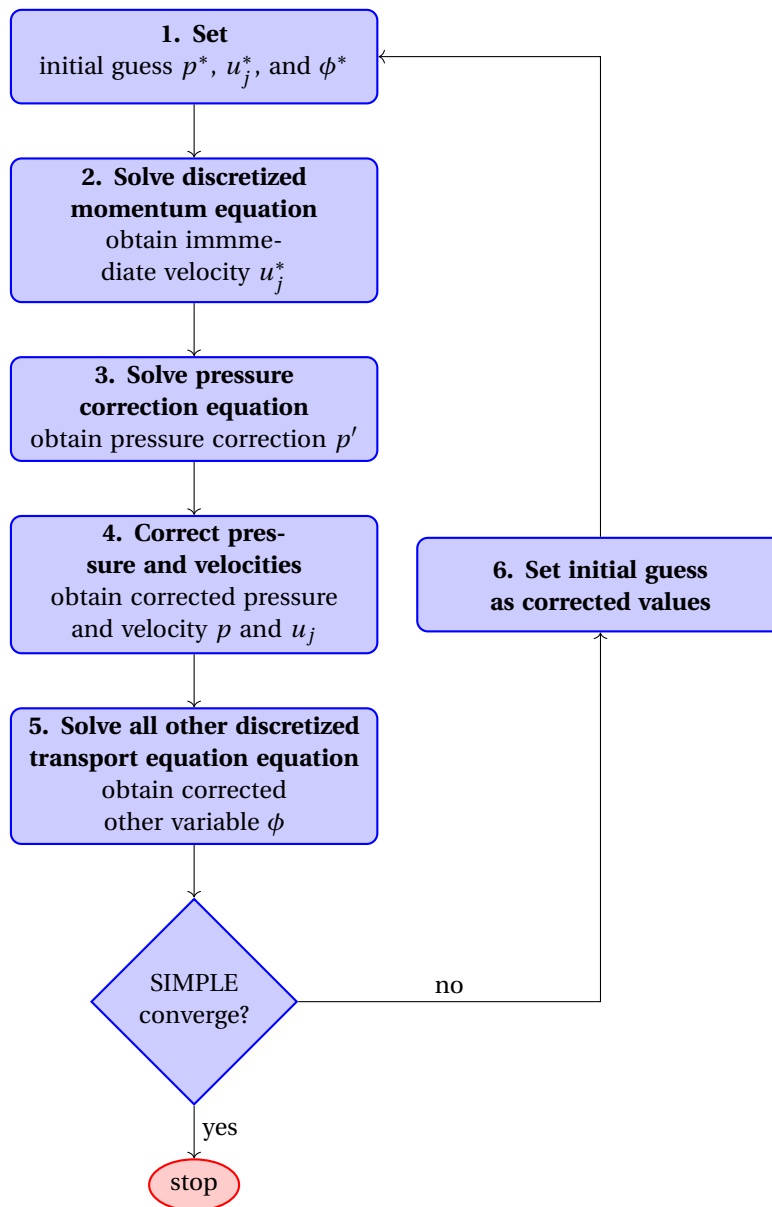 1. Set
initial guess p*, u_j*, and ϕ*
2. Solve discretized
momentum equation
obtain immme-
diate velocity u_j*
3. Solve pressure
correction equation
obtain pressure correction p′
4. Correct pres-
sure and velocities
obtain corrected pressure
and velocity p and u_j
5. Solve all other discretized
transport equation equation
obtain corrected
other variable ϕ
6. Set initial guess
as corrected values
SIMPLE
converge?
no
yes
stop